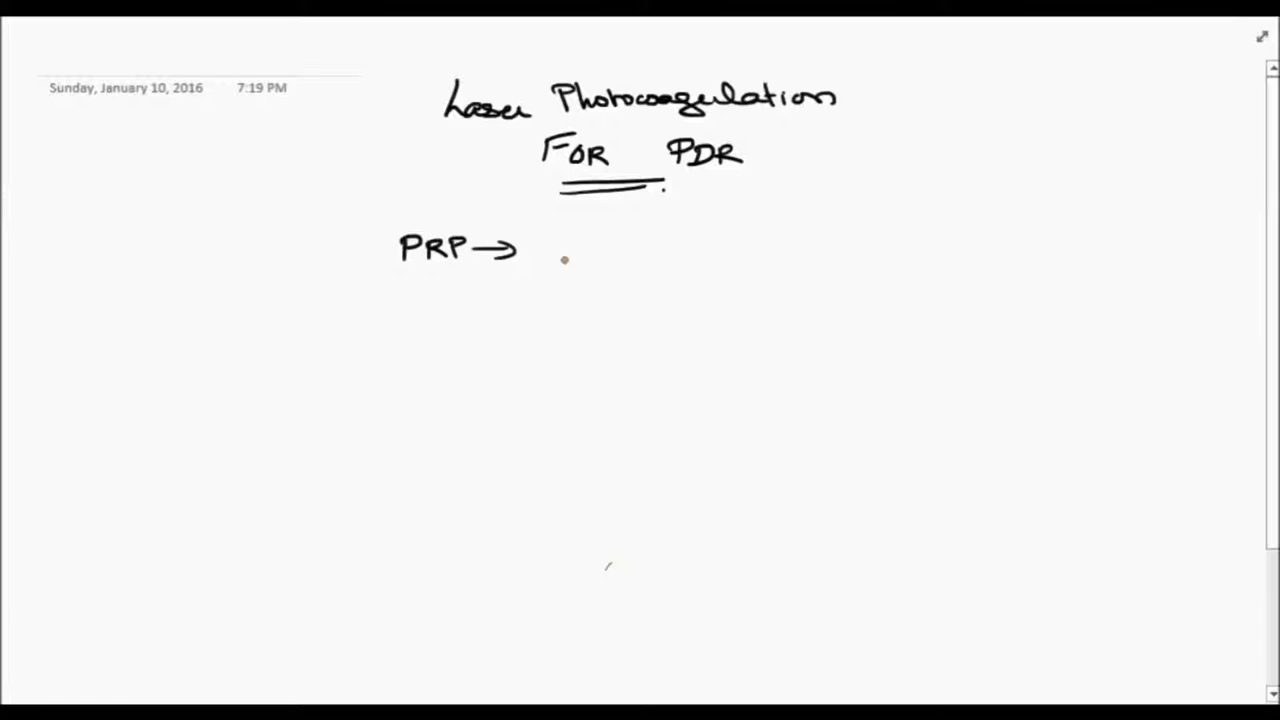 Sunday, January 10, 2016 7:19 PM
Laser Photocoagulation
FOR PDR
PRP →